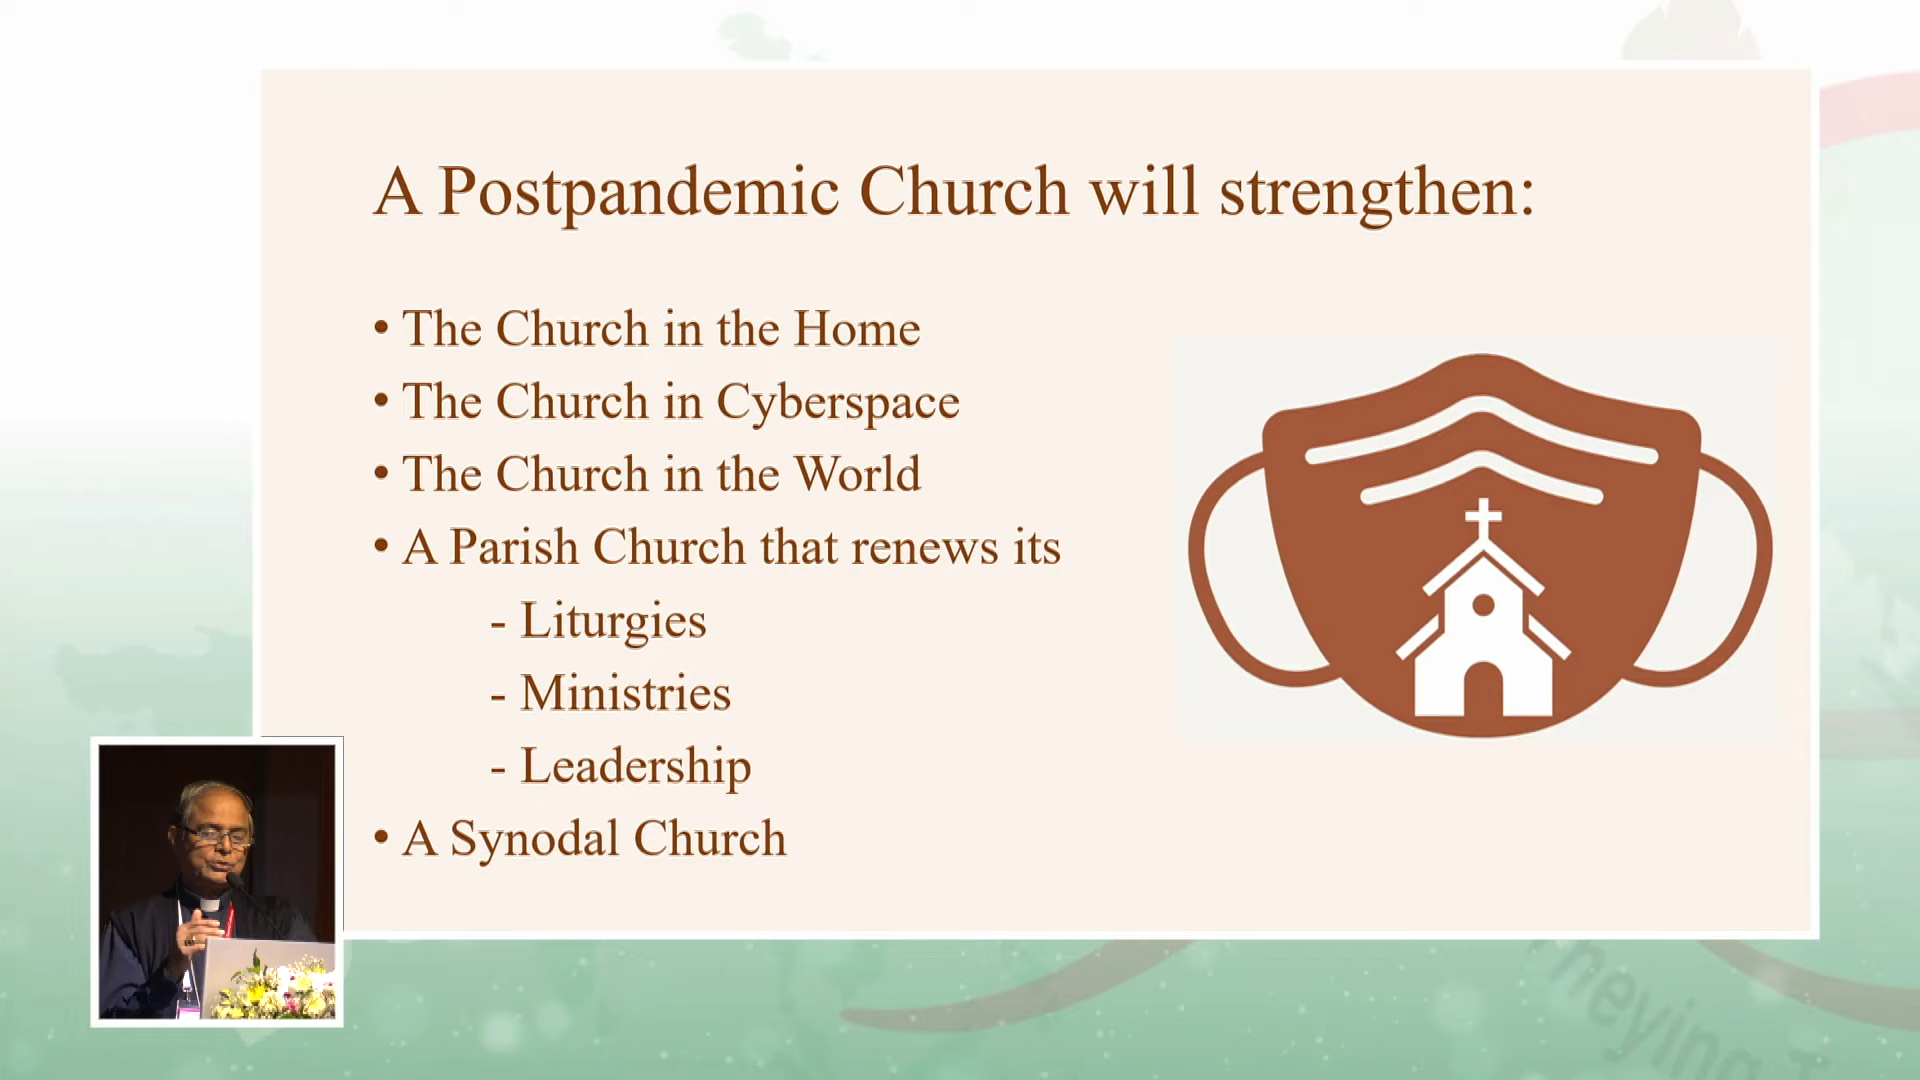 A Postpandemic Church will strengthen:
• The Church in the Home
• The Church in Cyberspace
• The Church in the World
• A Parish Church that renews its
- Liturgies
- Ministries
- Leadership
• A Synodal Church